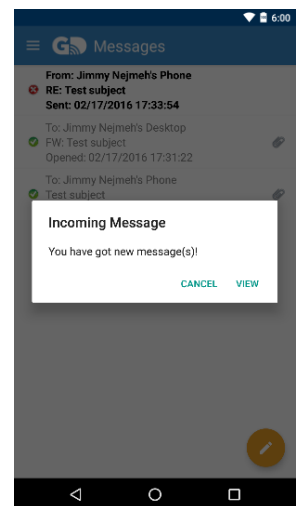 6:00
GD Messages
From: Jimmy Nejmeh's Phone
RE: Test subject
Sent: 02/17/2016 17:33:54
To: Jimmy Nejmeh's Desktop
FW: Test subject
Opened: 02/17/2016 17:31:22
To: Jimmy Nejmeh's Phone
Test subject
Incoming Message
You have got new message(s)!
CANCEL VIEW